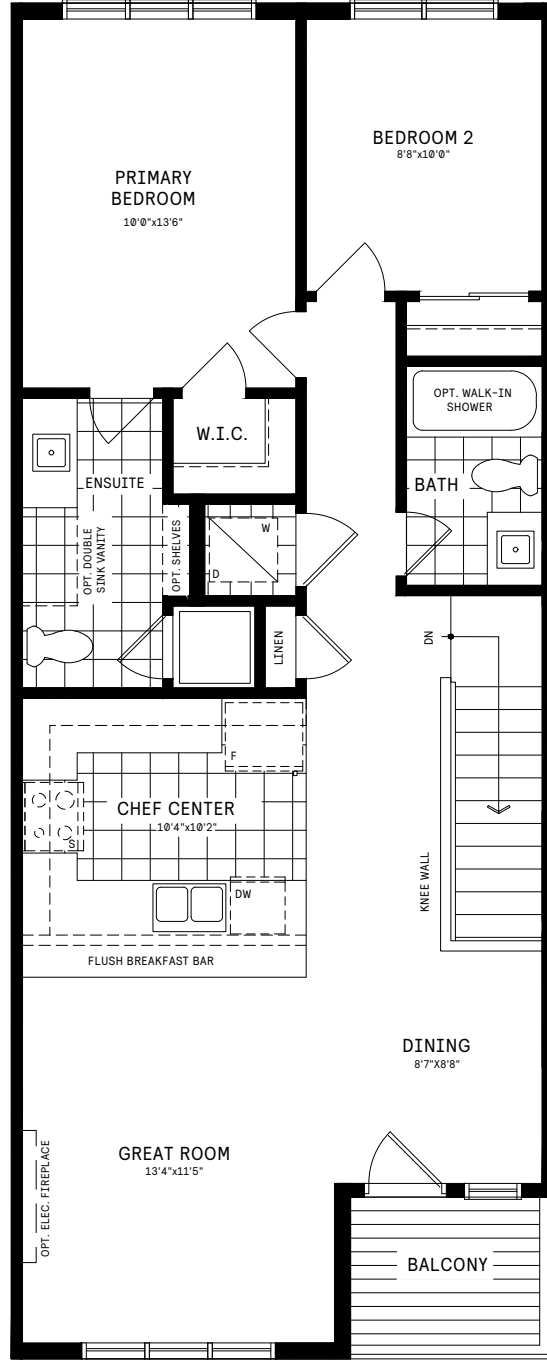 BEDROOM 2
8'8"x10'0"
PRIMARY
BEDROOM
10'0"x13'6"
OPT. WALK-IN
SHOWER
W.I.C.
ENSUITE
BATH
W
D
OPT. DOUBLE
SINK VANITY
OPT. SHELVES
LINEN
DN
F
CHEF CENTER
10'4"x10'2"
S
DW
KNEE WALL
FLUSH BREAKFAST BAR
DINING
8'7"X8'8"
GREAT ROOM
13'4"x11'5"
OPT. ELEC. FIREPLACE
BALCONY